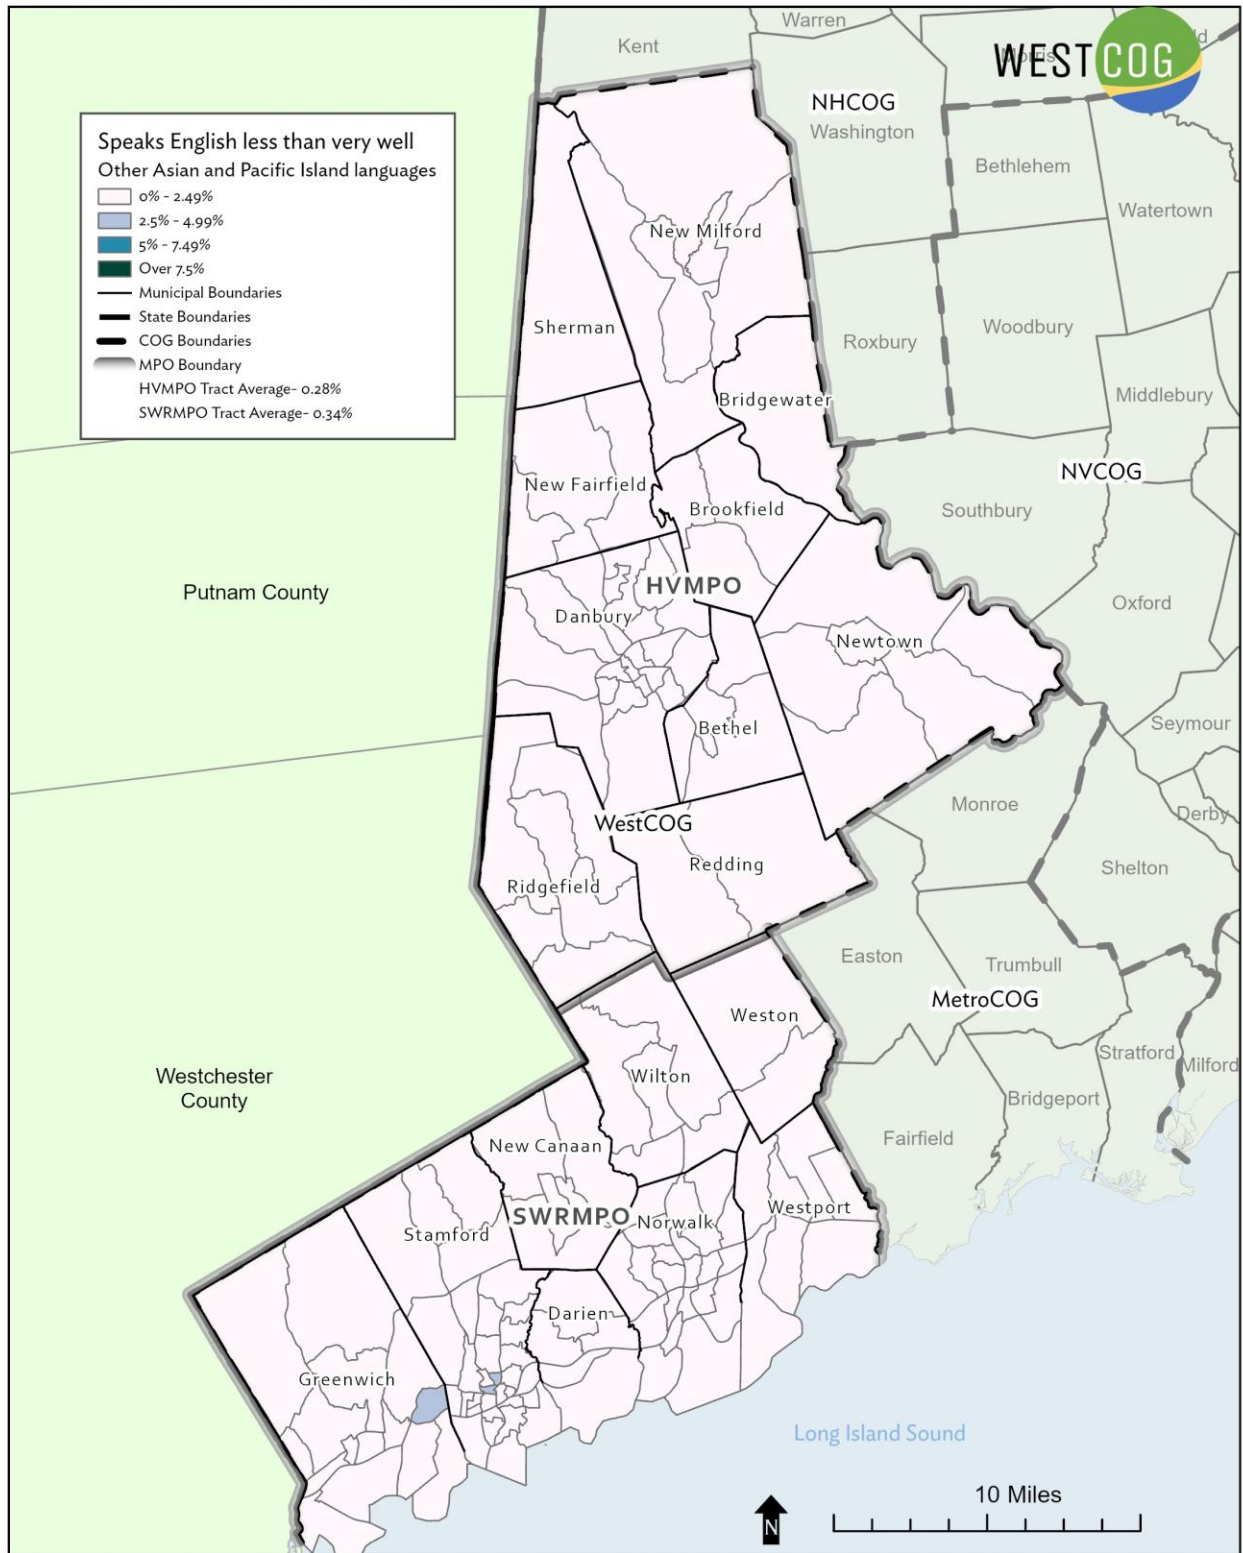 Warren
Kent
WESTCOG
Morris
NHCOG
Washington
Bethlehem
Watertown
Speaks English less than very well
Other Asian and Pacific Island languages
0% - 2.49%
2.5% - 4.99%
5% - 7.49%
Over 7.5%
Municipal Boundaries
State Boundaries
COG Boundaries
MPO Boundary
HVMPO Tract Average- 0.28%
SWRMPO Tract Average- 0.34%
New Milford
Sherman
Woodbury
Roxbury
Bridgewater
Middlebury
NVCOG
New Fairfield
Brookfield
Southbury
Putnam County
HVMPO
Danbury
Oxford
Newtown
Bethel
Seymour
Monroe
Derby
WestCOG
Redding
Shelton
Ridgefield
Easton
Trumbull
MetroCOG
Weston
Stratford
Milford
Westchester
County
Wilton
Bridgeport
Fairfield
New Canaan
SWRMPO
Norwalk
Westport
Stamford
Darien
Greenwich
Long Island Sound
10 Miles
N